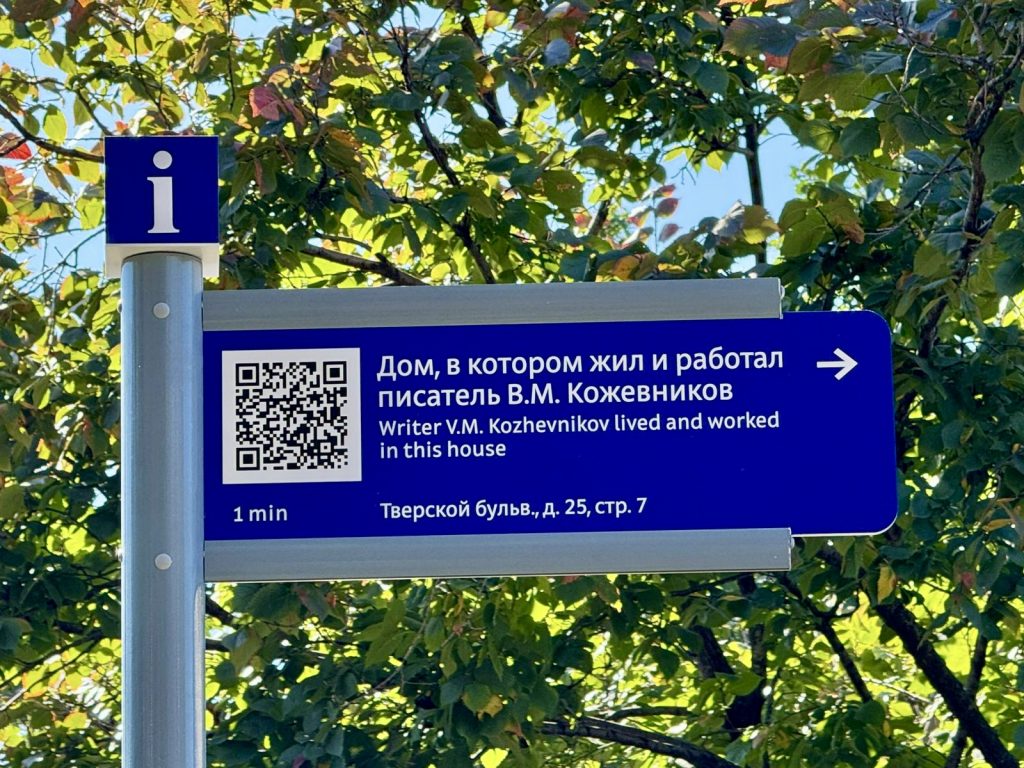 i
Дом, в котором жил и работал
писатель В.М. Кожевников
Writer V.M. Kozhevnikov lived and worked
in this house
1 min
Тверской бульв., д. 25, стр. 7